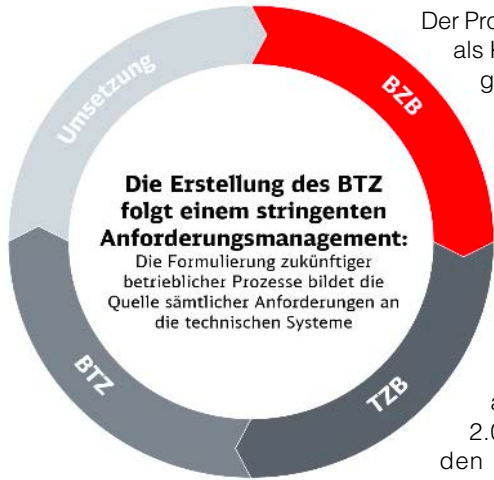 Der Pro
als
g
Umsetzung
BZB
Die Erstellung des BTZ
folgt einem stringenten
Anforderungsmanagement:
Die Formulierung zukünftiger
betrieblicher Prozesse bildet die
Quelle sämtlicher Anforderungen an
die technischen Systeme
BTZ
TZB
a
2.0
den